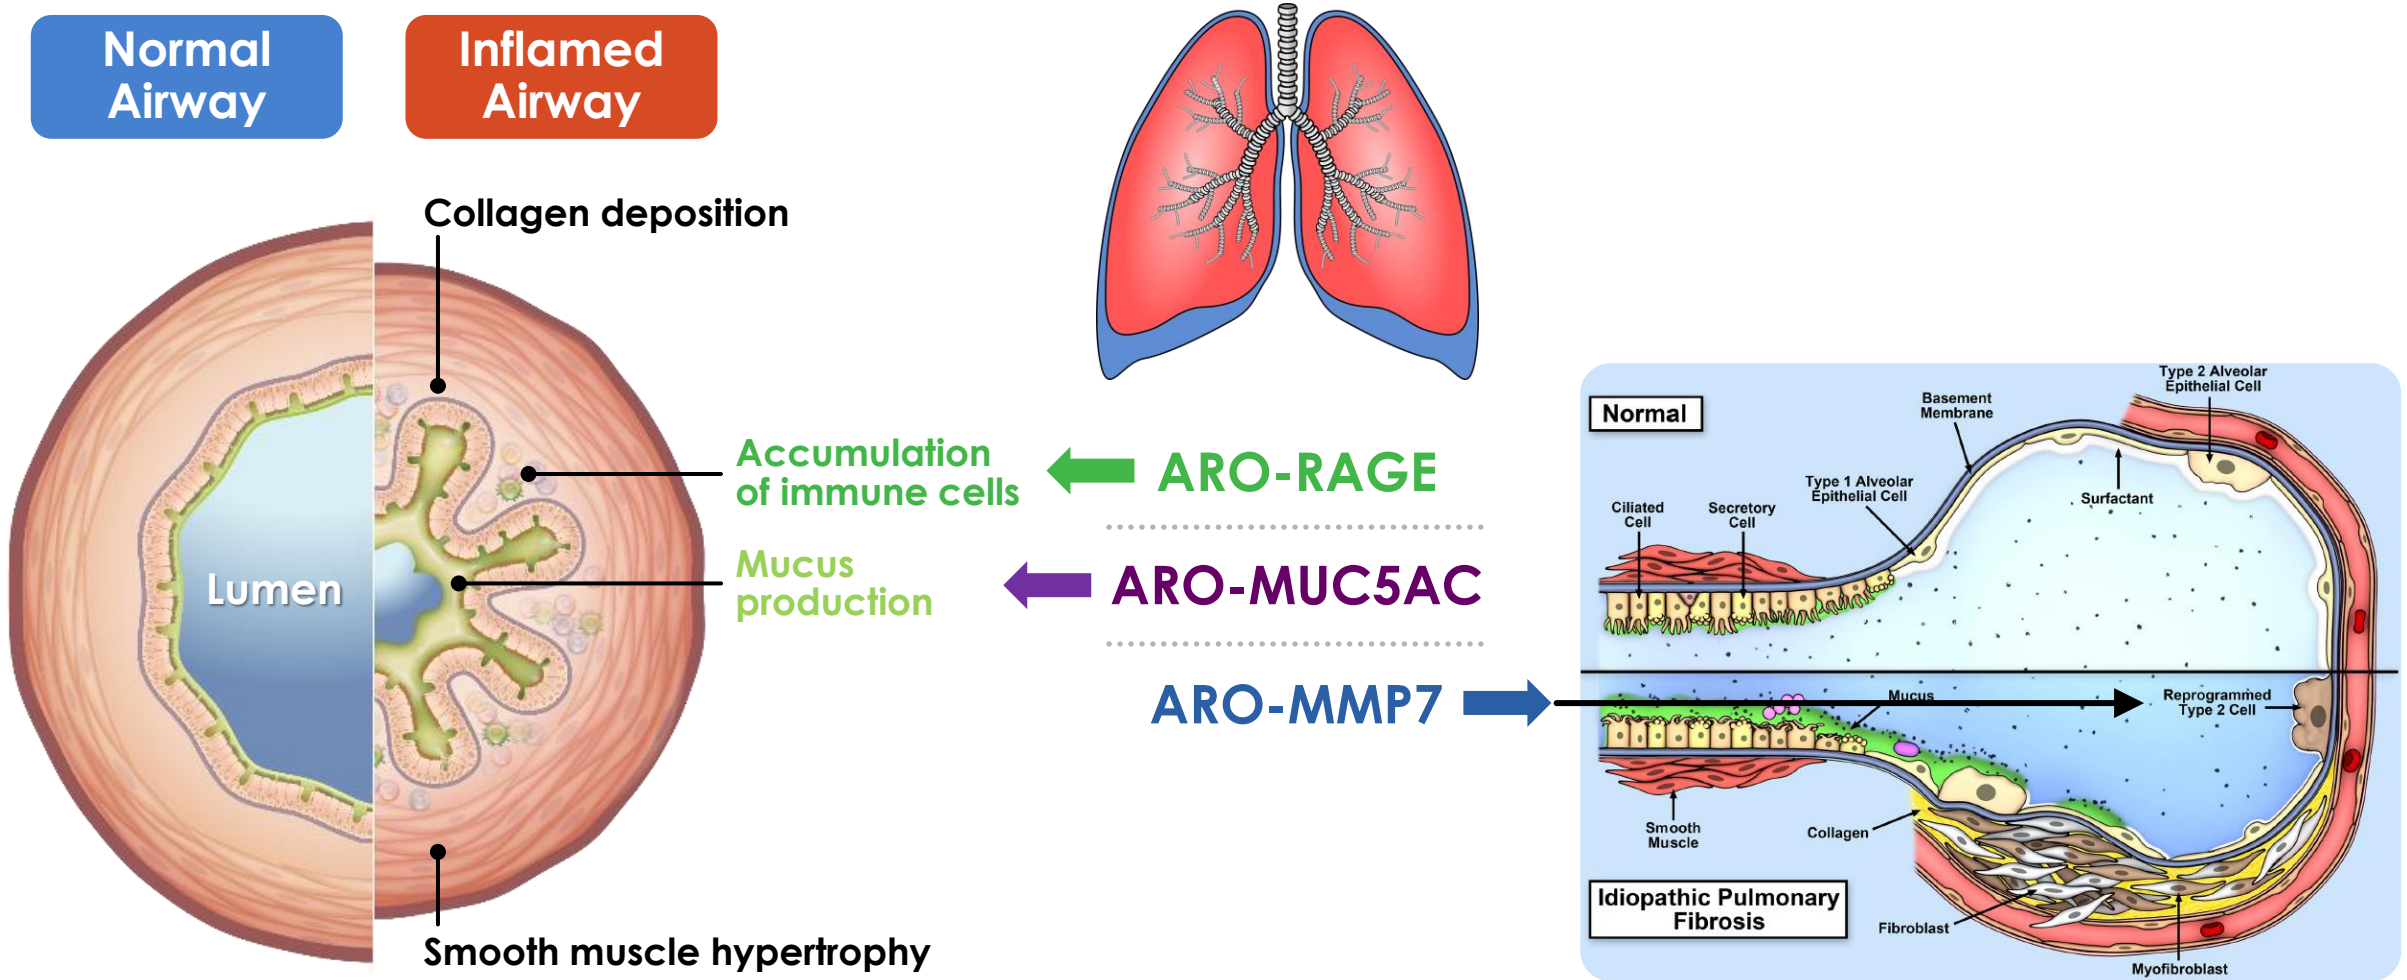 Normal
Airway
Inflamed
Airway
Collagen deposition
Lumen
Accumulation
of immune cells
Mucus
production
Smooth muscle hypertrophy
ARO-RAGE
ARO-MUC5AC
ARO-MMP7
Normal
Ciliated
Cell
Secretory
Cell
Type 1 Alveolar
Epithelial Cell
Basement
Membrane
Surfactant
Type 2 Alveolar
Epithelial Cell
Mucus
Reprogrammed
Type 2 Cell
Smooth
Muscle
Collagen
Idiopathic Pulmonary
Fibrosis
Fibroblast
Myofibroblast